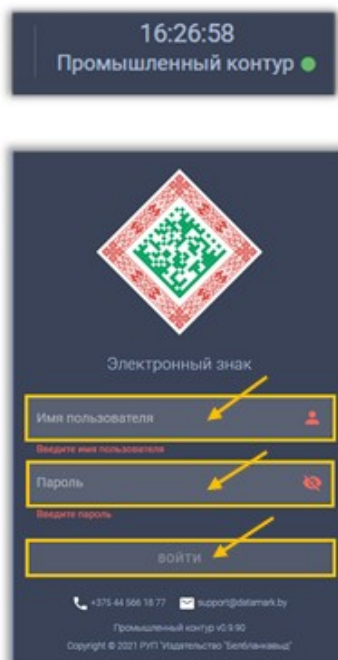 16:26:58
Промышленный контур
Электронный знак
Имя пользователя
Введите имя пользователя
Пароль
Введите пароль
ВОЙТИ
+375 44 566 18 77 support@datamark.by
Промышленный контур v0.9.90
Copyright © 2021 РУП "Издательство "Белбланкавыд"